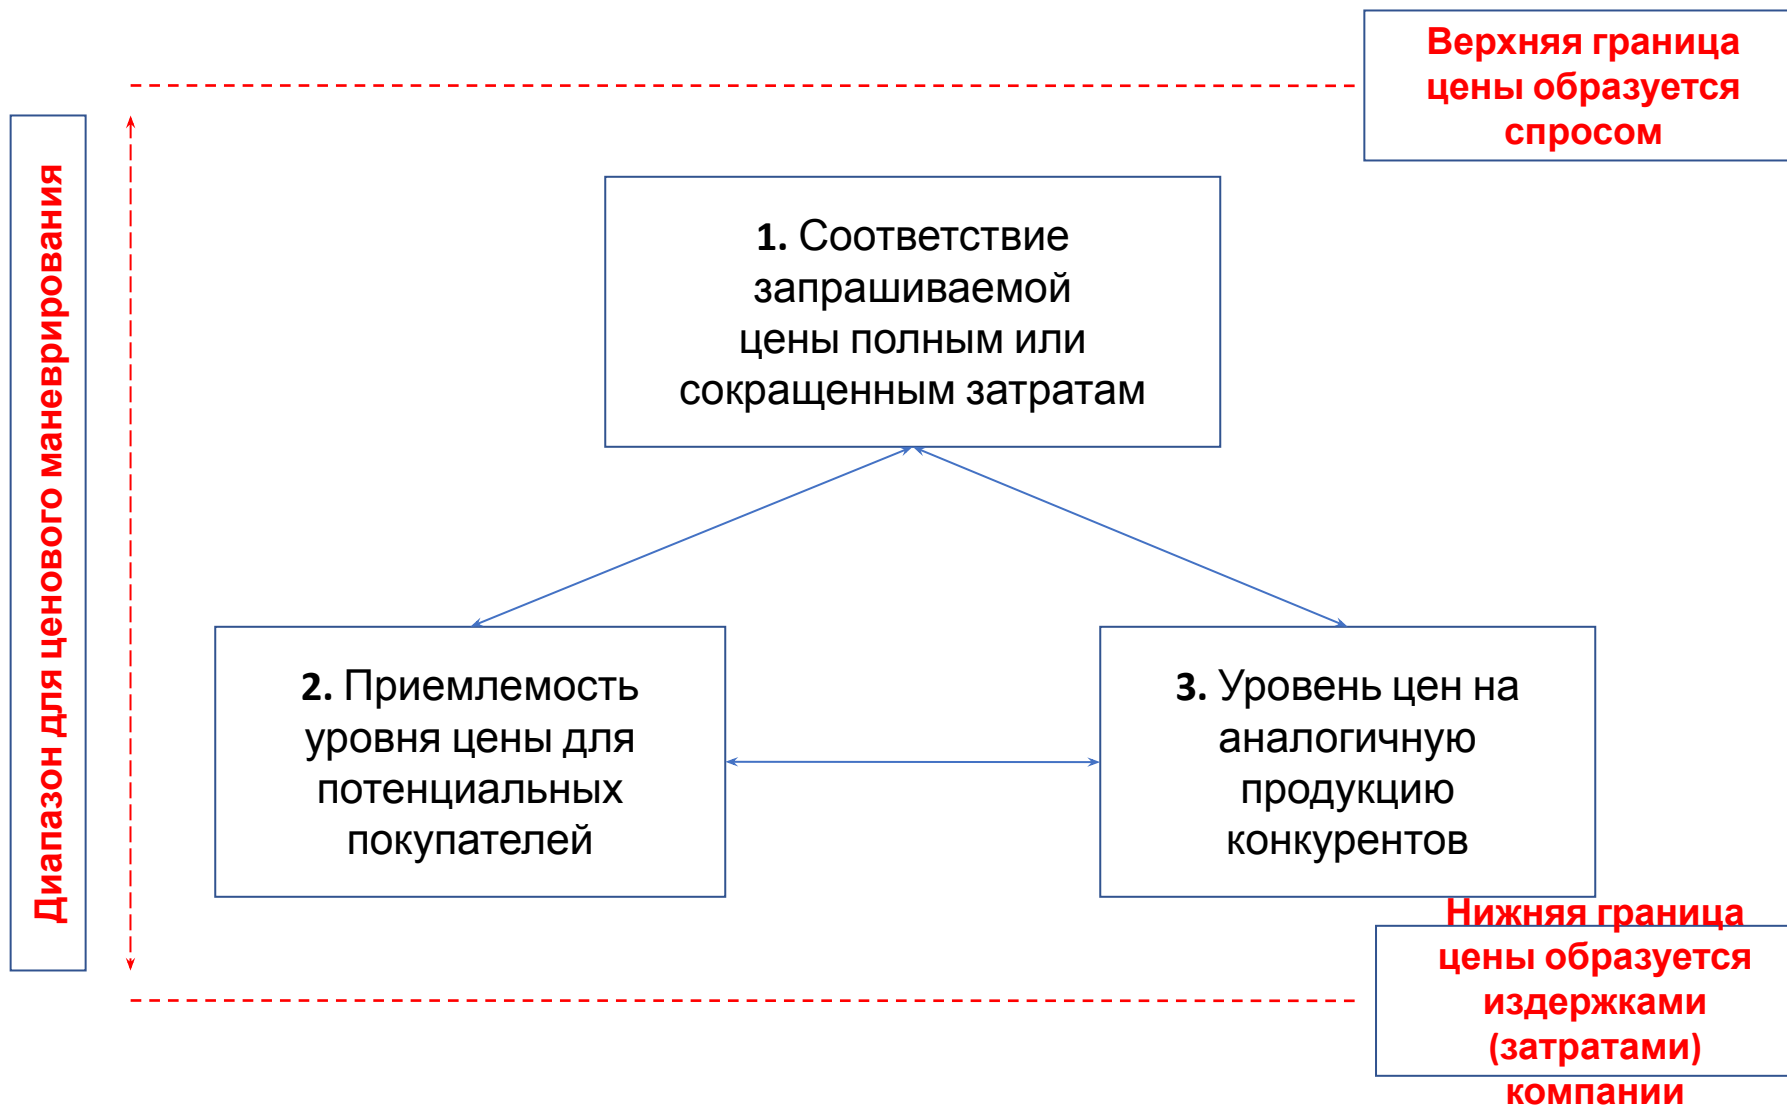 Верхняя граница
цены образуется
спросом
Диапазон для ценового маневрирования
1. Соответствие
запрашиваемой
цены полным или
сокращенным затратам
2. Приемлемость
уровня цены для
потенциальных
покупателей
3. Уровень цен на
аналогичную
продукцию
конкурентов
Нижняя граница
цены образуется
издержками
(затратами)
компании